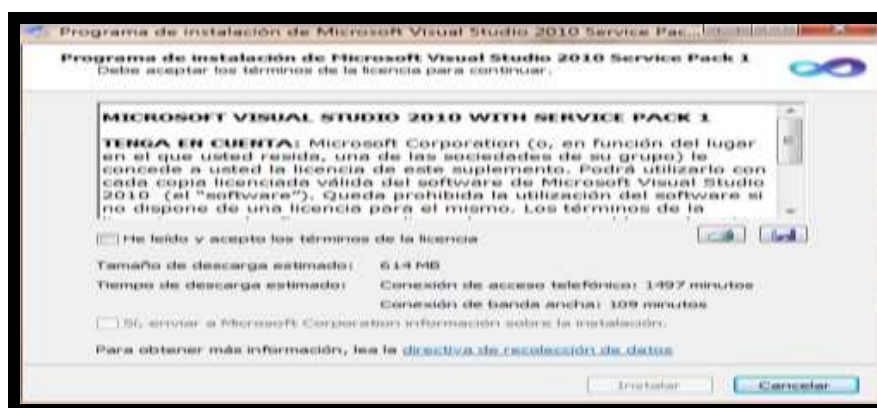 Programa de instalación de Microsoft Visual Studio 2010 Service Pac...
Programa de instalación de Microsoft Visual Studio 2010 Service Pack 1
Debe aceptar los términos de la licencia para continuar.
MICROSOFT VISUAL STUDIO 2010 WITH SERVICE PACK 1
TENGA EN CUENTA: Microsoft Corporation (o, en función del lugar
en el que usted resida, una de las sociedades de su grupo) le
concede a usted la licencia de este suplemento. Podrá utilizarlo con
cada copia licenciada válida del software de Microsoft Visual Studio
2010 (el "software"). Queda prohibida la utilización del software si
no dispone de una licencia para el mismo. Los términos de la
He leído y acepto los términos de la licencia
Tamaño de descarga estimado: 614 MB
Tiempo de descarga estimado: Conexión de acceso telefónico: 1497 minutos
Conexión de banda ancha: 109 minutos
Sí, enviar a Microsoft Corporation información sobre la instalación.
Para obtener más información, lea la directiva de recolección de datos
Instalar Cancelar